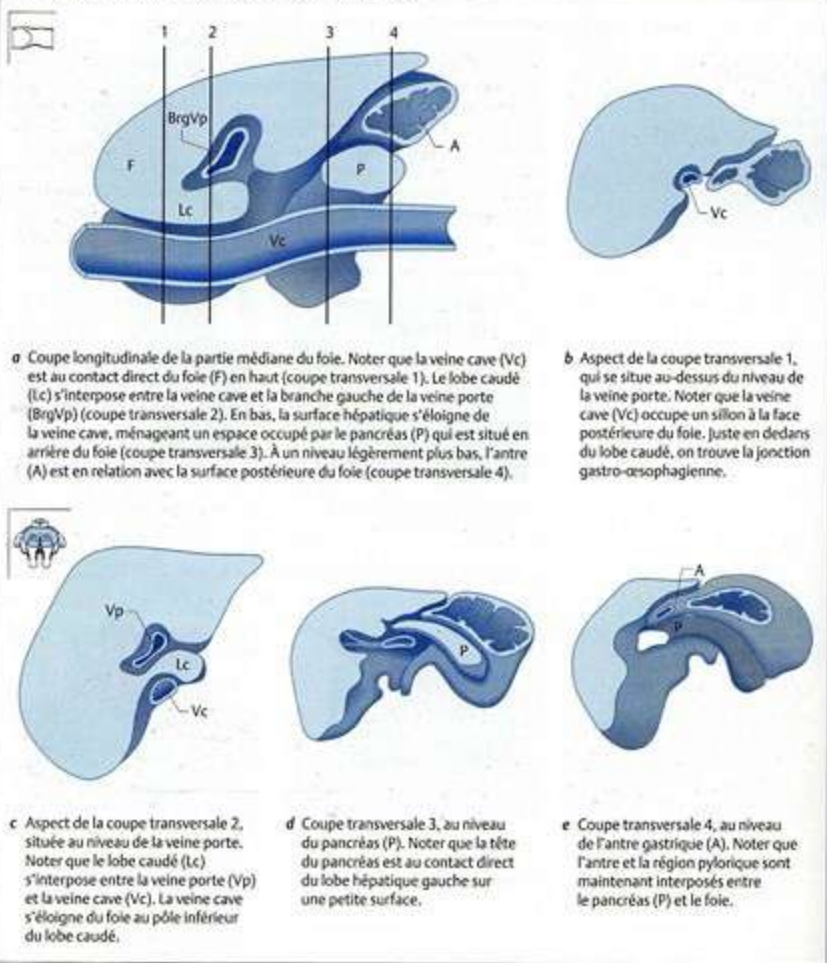 1
2
3
4
BrgVp
F
A
P
Lc
Vc
Vc
a Coupe longitudinale de la partie médiane du foie. Noter que la veine cave (Vc)
est au contact direct du foie (F) en haut (coupe transversale 1). Le lobe caudé
(Lc) s'interpose entre la veine cave et la branche gauche de la veine porte
(BrgVp) (coupe transversale 2). En bas, la surface hépatique s'éloigne de
la veine cave, ménageant un espace occupé par le pancréas (P) qui est situé en
arrière du foie (coupe transversale 3). À un niveau légèrement plus bas, l'antre
(A) est en relation avec la surface postérieure du foie (coupe transversale 4).
b Aspect de la coupe transversale 1,
qui se situe au-dessus du niveau de
la veine porte. Noter que la veine
cave (Vc) occupe un sillon à la face
postérieure du foie. Juste en dedans
du lobe caudé, on trouve la jonction
gastro-œsophagienne.
Vp
Lc
Vc
P
A
P
c Aspect de la coupe transversale 2,
située au niveau de la veine porte.
Noter que le lobe caudé (Lc)
s'interpose entre la veine porte (Vp)
et la veine cave (Vc). La veine cave
s'éloigne du foie au pôle inférieur
du lobe caudé.
d Coupe transversale 3, au niveau
du pancréas (P). Noter que la tête
du pancréas est au contact direct
du lobe hépatique gauche sur
une petite surface.
e Coupe transversale 4, au niveau
de l'antre gastrique (A). Noter que
l'antre et la région pylorique sont
maintenant interposés entre
le pancréas (P) et le foie.